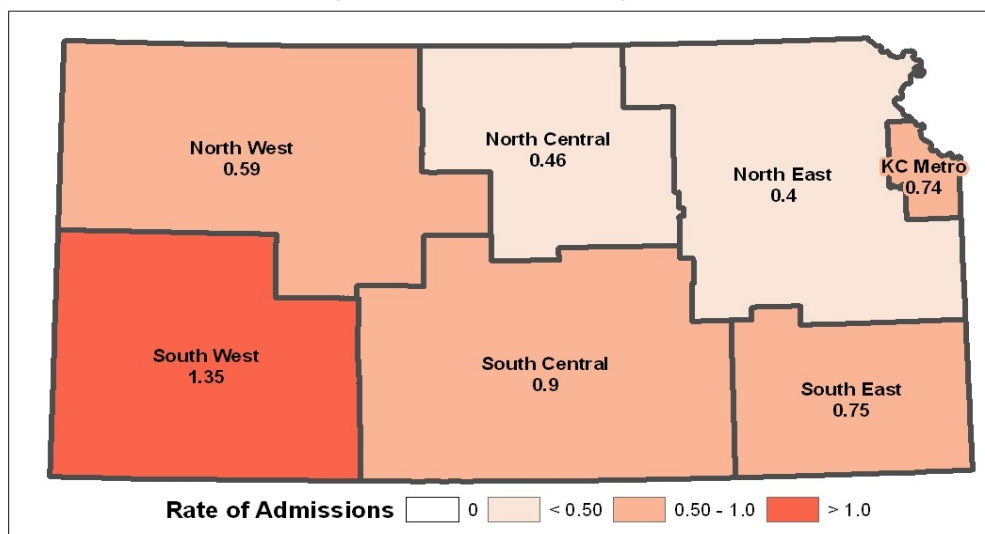 North West
0.59
North Central
0.46
North East
0.4
KC Metro
0.74
South West
1.35
South Central
0.9
South East
0.75
Rate of Admissions 0 < 0.50 0.50 - 1.0 > 1.0